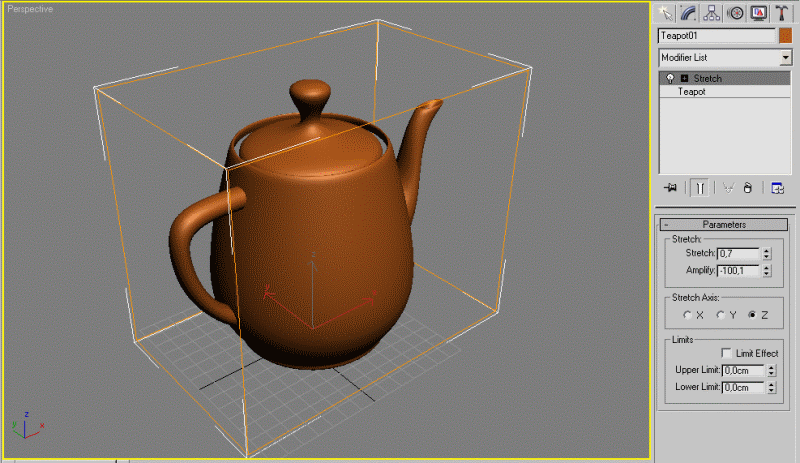 Perspective
Teapot01
Modifier List
Stretch
Teapot
Parameters
Stretch:
Stretch: 0,7
Amplify: -100,1
Stretch Axis:
X Y Z
Limits
Limit Effect
Upper Limit: 0,0cm
Lower Limit: 0,0cm
z
y
x